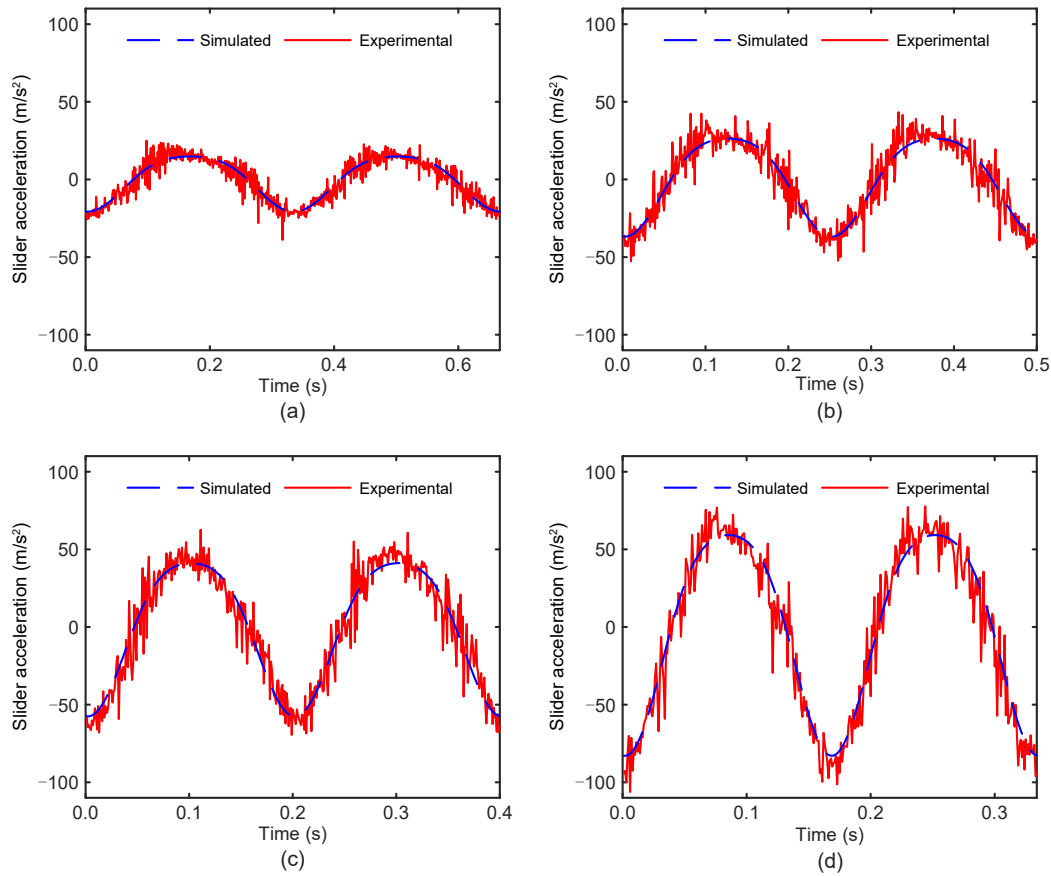 100
50
0
−50
−100
Slider acceleration (m/s²)
Simulated
Experimental
0.0 0.2 0.4 0.6
Time (s)
(a)
100
50
0
−50
−100
Slider acceleration (m/s²)
Simulated
Experimental
0.0 0.1 0.2 0.3 0.4 0.5
Time (s)
(b)
100
50
0
−50
−100
Slider acceleration (m/s²)
Simulated
Experimental
0.0 0.1 0.2 0.3 0.4
Time (s)
(c)
100
50
0
−50
−100
Slider acceleration (m/s²)
Simulated
Experimental
0.0 0.1 0.2 0.3
Time (s)
(d)